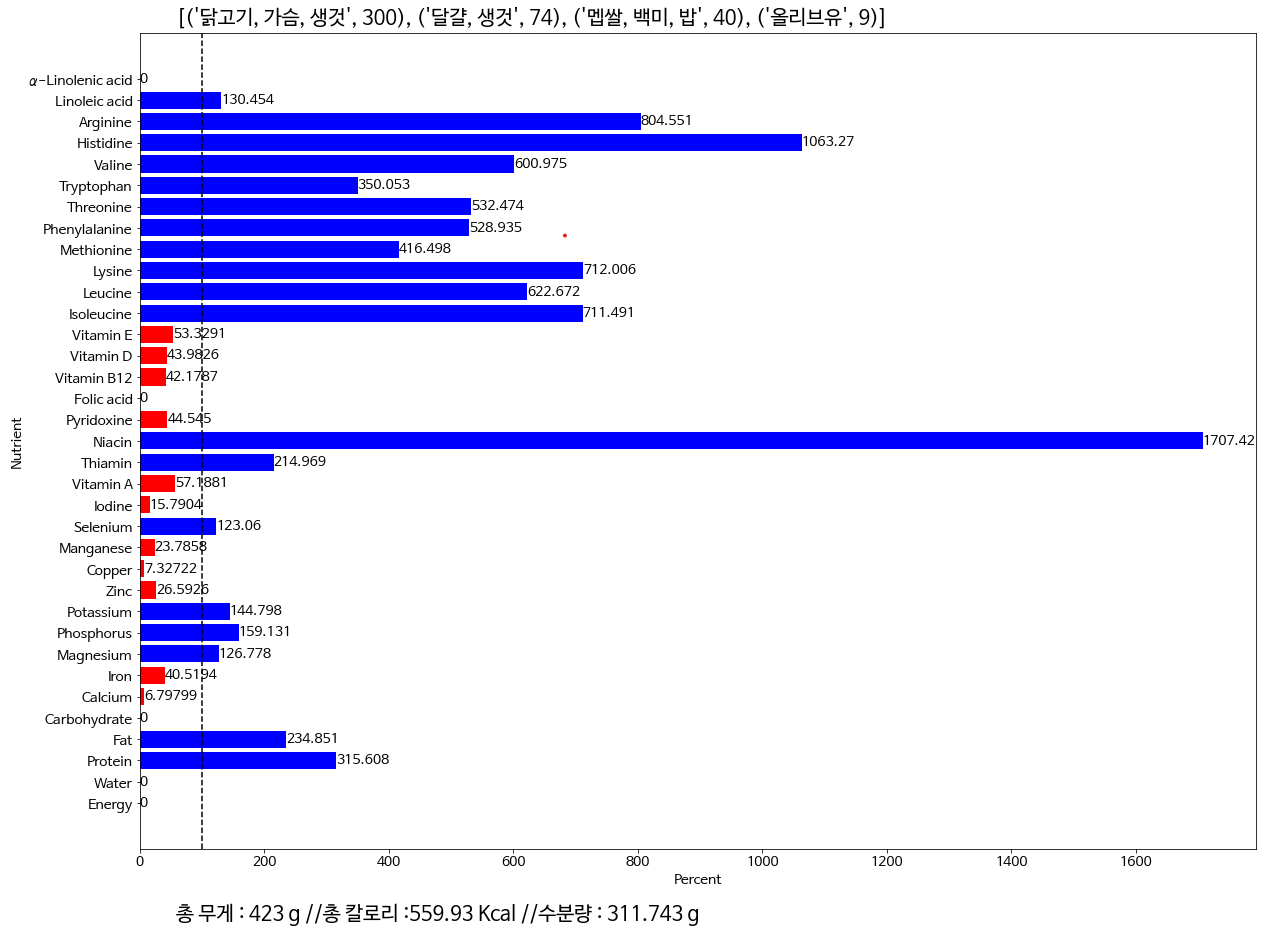 [('닭고기, 가슴, 생것', 300), ('달걀, 생것', 74), ('멥쌀, 백미, 밥', 40), ('올리브유', 9)]
α-Linolenic acid 0
Linoleic acid 130.454
Arginine 804.551
Histidine 1063.27
Valine 600.975
Tryptophan 350.053
Threonine 532.474
Phenylalanine 528.935
Methionine 416.498
Lysine 712.006
Leucine 622.672
Isoleucine 711.491
Vitamin E 53.3291
Vitamin D 43.9826
Vitamin B12 42.1787
Folic acid 0
Pyridoxine 44.545
Niacin 1707.42
Thiamin 214.969
Vitamin A 57.1881
Iodine 15.7904
Selenium 123.06
Manganese 23.7858
Copper 7.32722
Zinc 26.5926
Potassium 144.798
Phosphorus 159.131
Magnesium 126.778
Iron 40.5194
Calcium 6.79799
Carbohydrate 0
Fat 234.851
Protein 315.608
Water 0
Energy 0
Nutrient
0 200 400 600 800 1000 1200 1400 1600
Percent
총 무게 : 423 g //총 칼로리 :559.93 Kcal //수분량 : 311.743 g